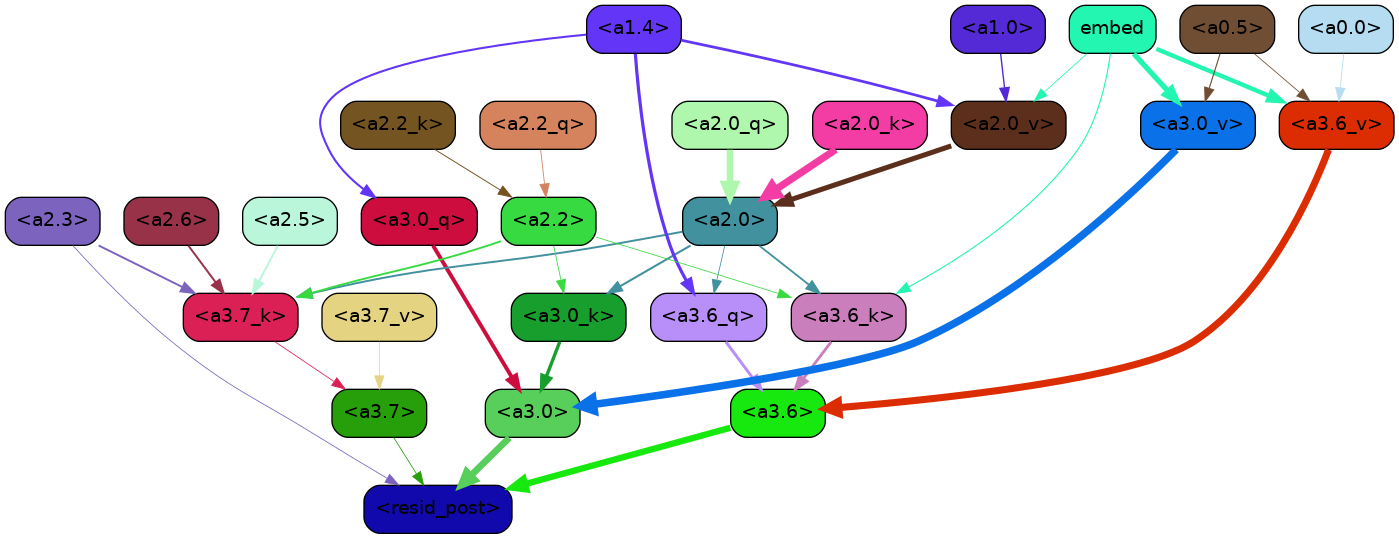 <a1.4>
<a1.0>
embed
<a0.5>
<a0.0>
<a2.2_k>
<a2.2_q>
<a2.0_q>
<a2.0_k>
<a2.0_v>
<a3.0_v>
<a3.6_v>
<a2.3>
<a2.6>
<a2.5>
<a3.0_q>
<a2.2>
<a2.0>
<a3.7_k>
<a3.7_v>
<a3.0_k>
<a3.6_q>
<a3.6_k>
<a3.7>
<a3.0>
<a3.6>
<resid_post>